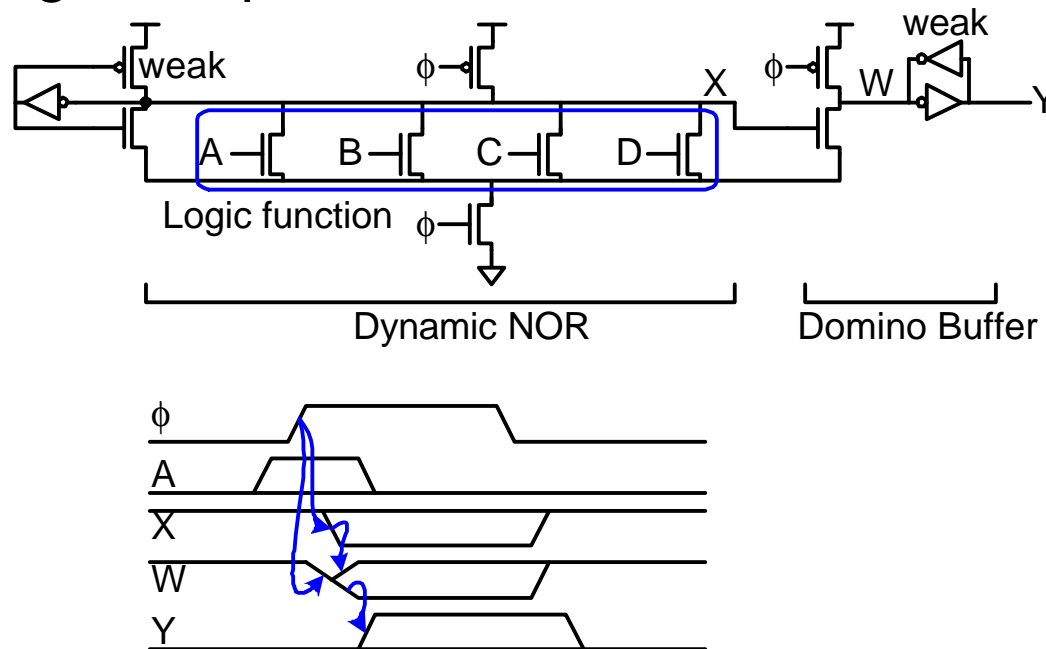 weak
weak
ϕ
X
ϕ
W
Y
A
B
C
D
Logic function
ϕ
Dynamic NOR
Domino Buffer
ϕ
A
X
W
Y